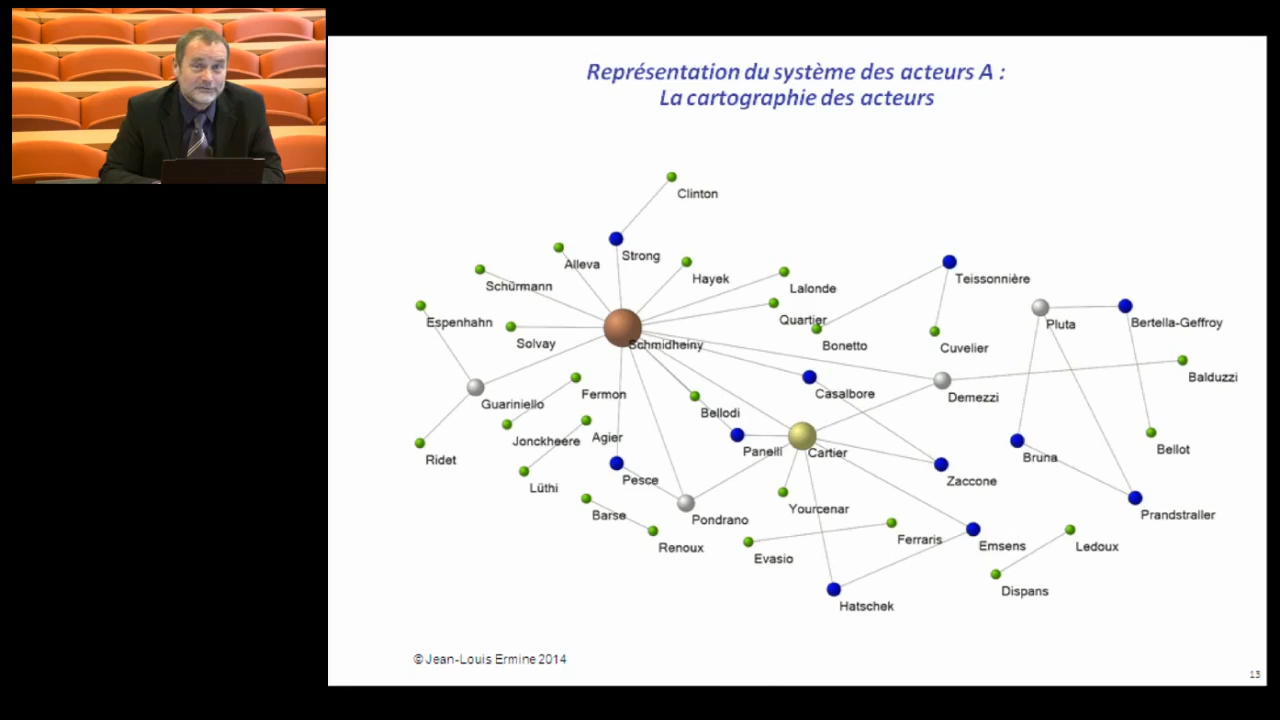 Représentation du système des acteurs A :
La cartographie des acteurs
Clinton
Strong
Alleva
Hayek
Schürmann
Lalonde
Teissonnière
Espenhahn
Quartier
Pluta
Bertella-Geffroy
Solvay
Schmidheiny
Bonetto
Cuvelier
Balduzzi
Guariniello
Fermon
Casalbore
Demezzi
Bellodi
Jonckheere
Agier
Panelli
Cartier
Bellot
Ridet
Bruna
Lüthi
Pesce
Zaccone
Yourcenar
Barse
Pondrano
Prandstraller
Renoux
Evasio
Ferraris
Emsens
Ledoux
Dispans
Hatschek
© Jean-Louis Ermine 2014
13